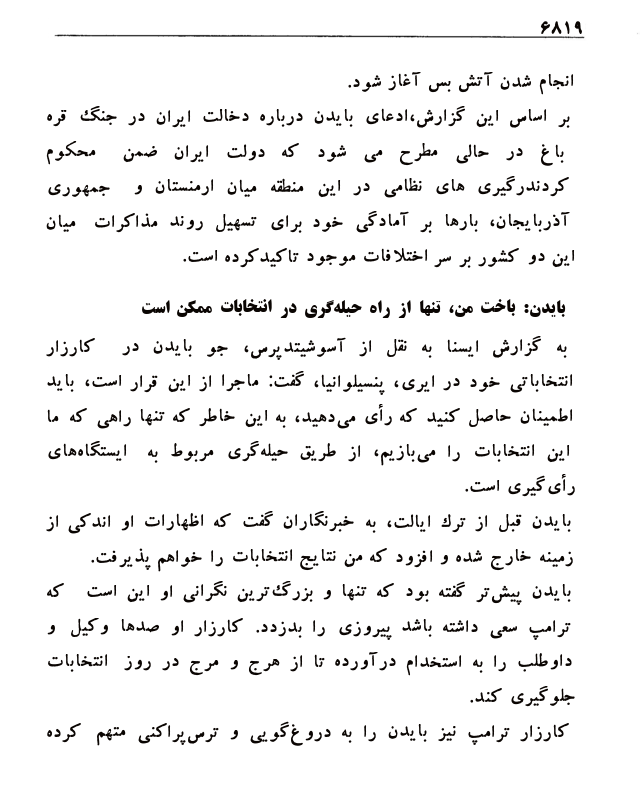 ۶۸۱۹
انجام شدن آتش بس آغاز شود.
بر اساس این گزارش،ادعای بایدن درباره دخالت ایران در جنگ قره
باغ در حالی مطرح می شود که دولت ایران ضمن محکوم
کردندرگیری های نظامی در این منطقه میان ارمنستان و جمهوری
آذربایجان، بارها بر آمادگی خود برای تسهیل روند مذاکرات میان
این دو کشور بر سر اختلافات موجود تاکیدکرده است.
بایدن: باخت من، تنها از راه حیله‌گری در انتخابات ممکن است
به گزارش ایسنا به نقل از آسوشیتدپرس، جو بایدن در کارزار
انتخاباتی خود در ایری، پنسیلوانیا، گفت: ماجرا از این قرار است، باید
اطمینان حاصل کنید که رأی می‌دهید، به این خاطر که تنها راهی که ما
این انتخابات را می‌بازیم، از طریق حیله‌گری مربوط به ایستگاه‌های
رأی‌گیری است.
بایدن قبل از ترك ایالت، به خبرنگاران گفت که اظهارات او اندکی از
زمینه خارج شده و افزود که من نتایج انتخابات را خواهم پذیرفت.
بایدن پیش‌تر گفته بود که تنها و بزرگ‌ترین نگرانی او این است که
ترامپ سعی داشته باشد پیروزی را بدزدد. کارزار او صدها وکیل و
داوطلب را به استخدام درآورده تا از هرج و مرج در روز انتخابات
جلوگیری کند.
کارزار ترامپ نیز بایدن را به دروغ‌گویی و ترس‌پراکنی متهم کرده